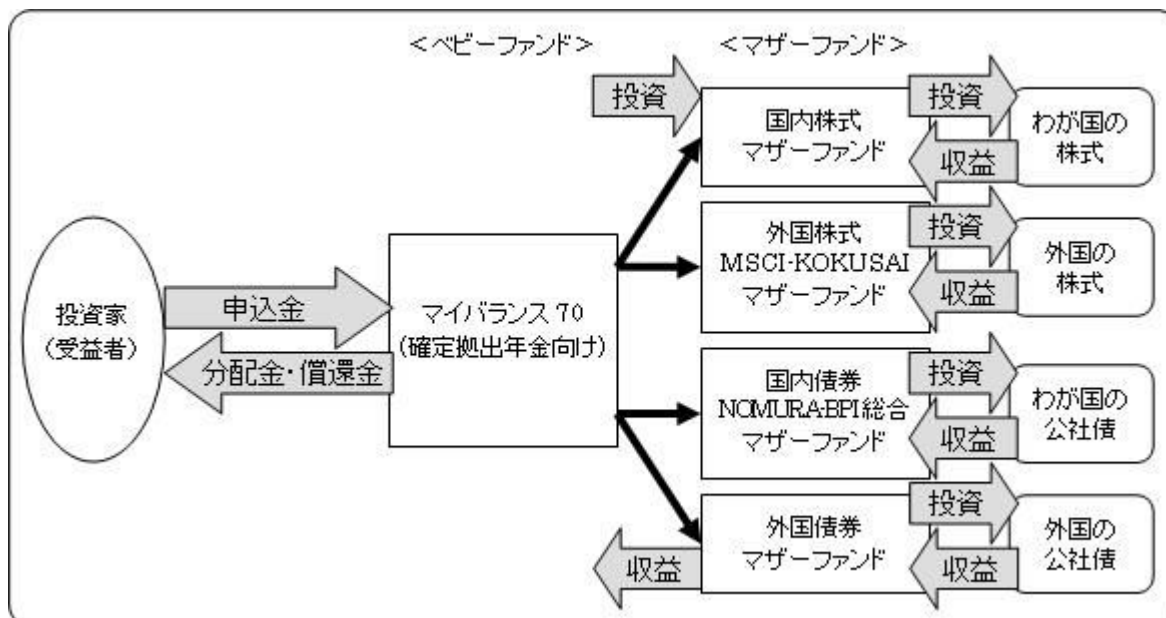 <ベビーファンド>
<マザーファンド>
投資
国内株式
マザーファンド
投資
収益
わが国の
株式
外国株式
MSCI-KOKUSAI
マザーファンド
投資
収益
外国の
株式
投資家
(受益者)
申込金
分配金・償還金
マイバランス70
(確定拠出年金向け)
国内債券
NOMURA-BPI総合
マザーファンド
投資
収益
わが国の
公社債
外国債券
マザーファンド
投資
収益
外国の
公社債
収益